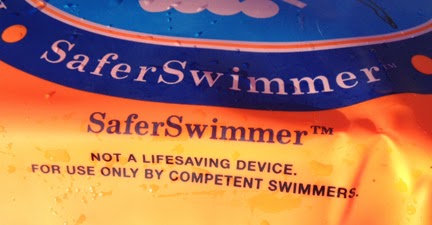 SaferSwimmer™
SaferSwimmer™
NOT A LIFESAVING DEVICE.
FOR USE ONLY BY COMPETENT SWIMMERS.